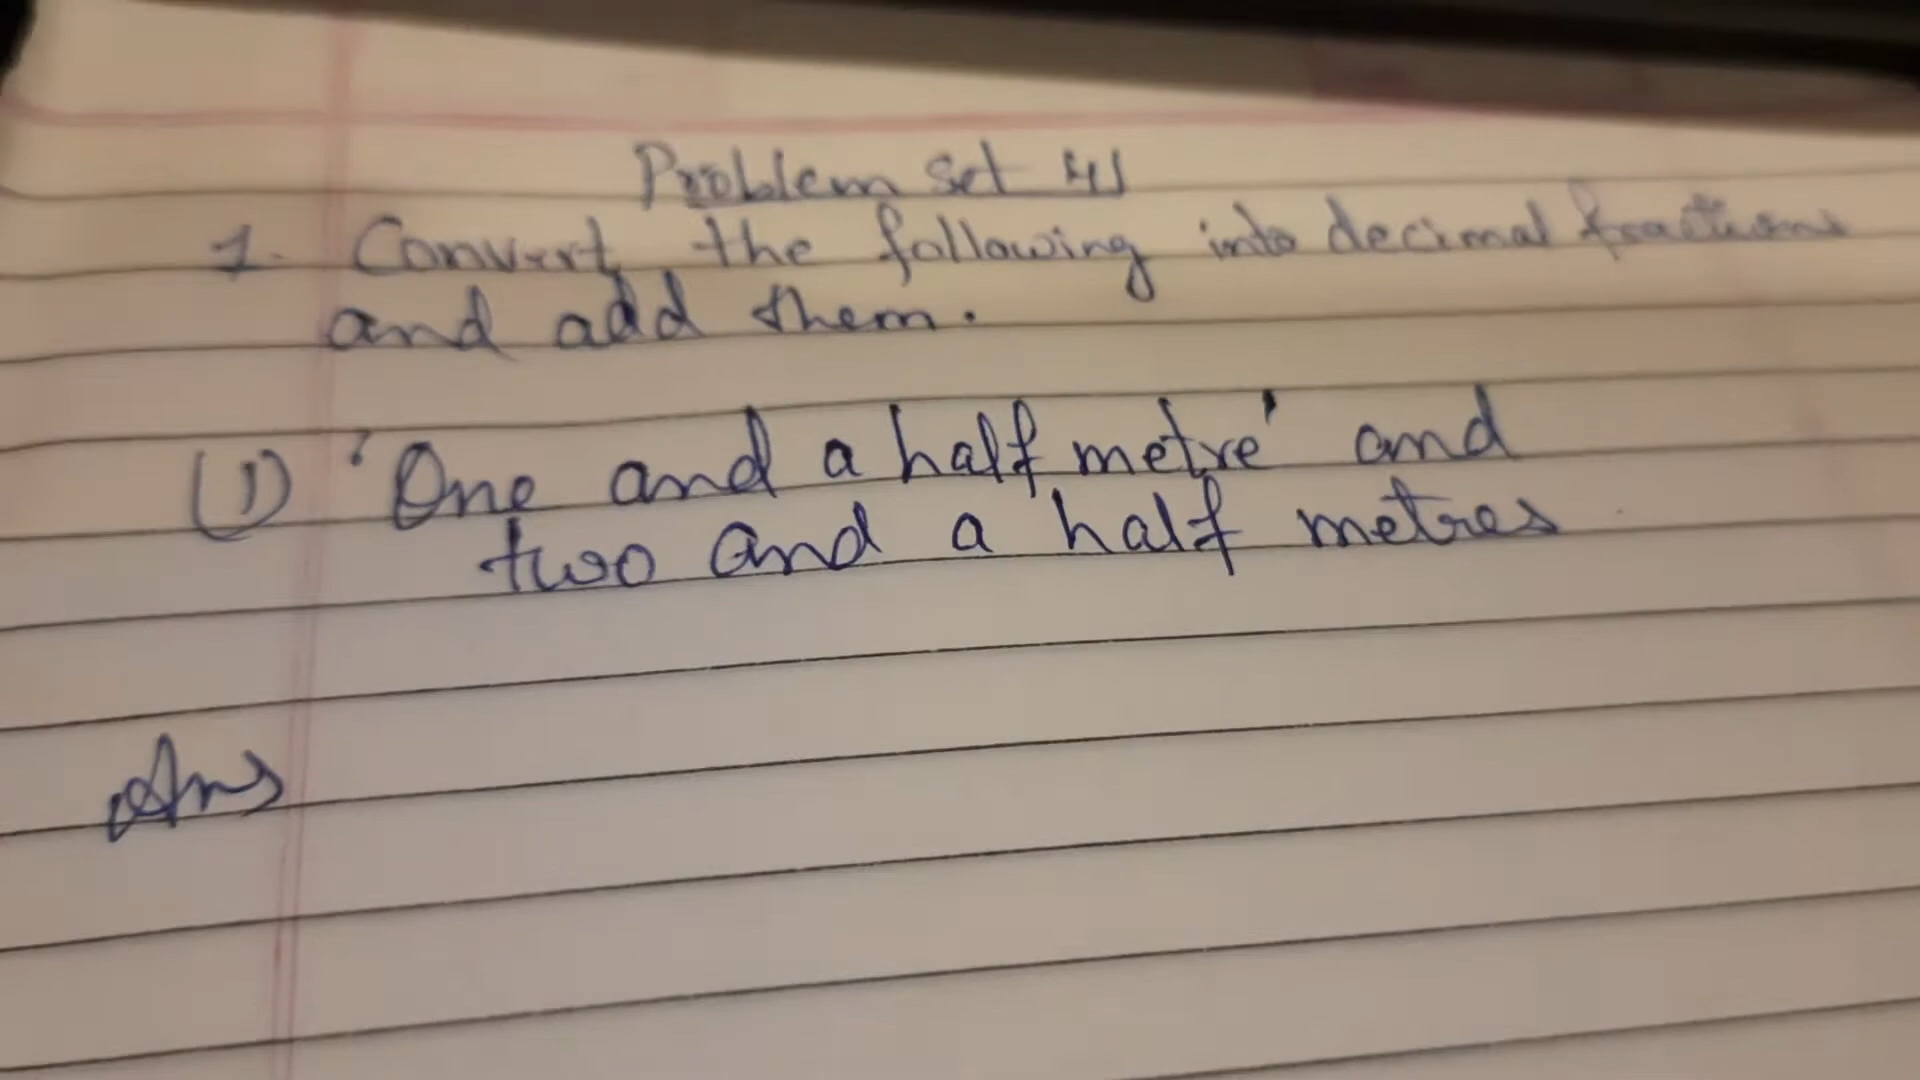 Problem set 41
1. Convert the following into decimal fractions
and add them.
(1) 'One and a half metre' and
two and a half metres
Ans